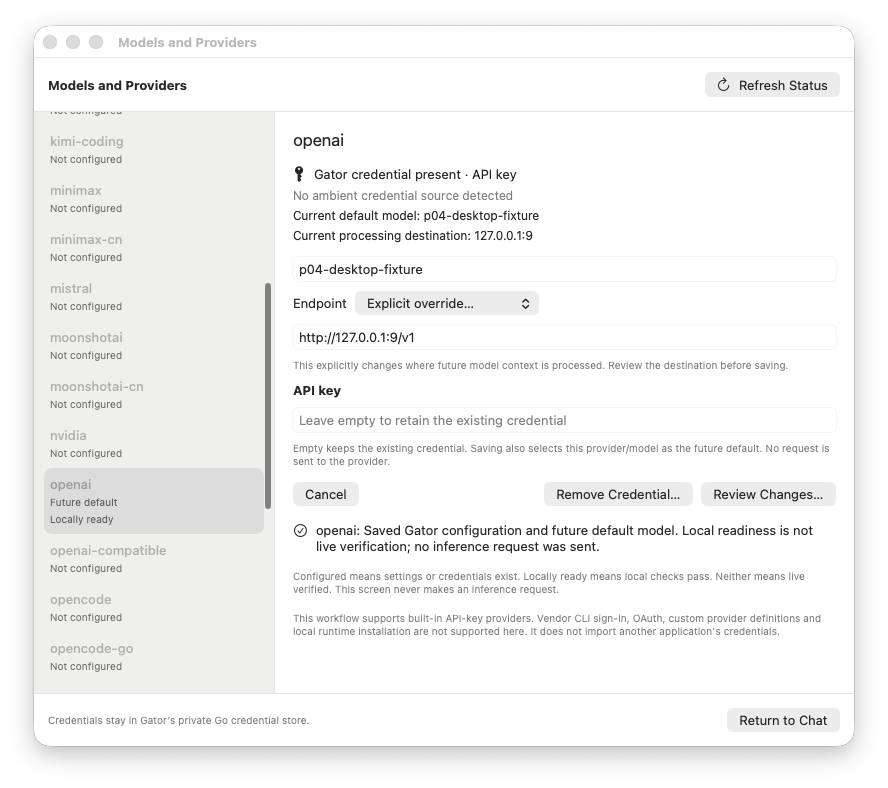 Models and Providers
Models and Providers
Refresh Status
Not configured
kimi-coding
Not configured
minimax
Not configured
minimax-cn
Not configured
mistral
Not configured
moonshotai
Not configured
moonshotai-cn
Not configured
nvidia
Not configured
openai
Future default
Locally ready
openai-compatible
Not configured
opencode
Not configured
opencode-go
Not configured
openai
Gator credential present · API key
No ambient credential source detected
Current default model: p04-desktop-fixture
Current processing destination: 127.0.0.1:9
p04-desktop-fixture
Endpoint Explicit override...
http://127.0.0.1:9/v1
This explicitly changes where future model context is processed. Review the destination before saving.
API key
Leave empty to retain the existing credential
Empty keeps the existing credential. Saving also selects this provider/model as the future default. No request is
sent to the provider.
Cancel Remove Credential... Review Changes...
openai: Saved Gator configuration and future default model. Local readiness is not
live verification; no inference request was sent.
Configured means settings or credentials exist. Locally ready means local checks pass. Neither means live
verified. This screen never makes an inference request.
This workflow supports built-in API-key providers. Vendor CLI sign-in, OAuth, custom provider definitions and
local runtime installation are not supported here. It does not import another application's credentials.
Credentials stay in Gator's private Go credential store.
Return to Chat